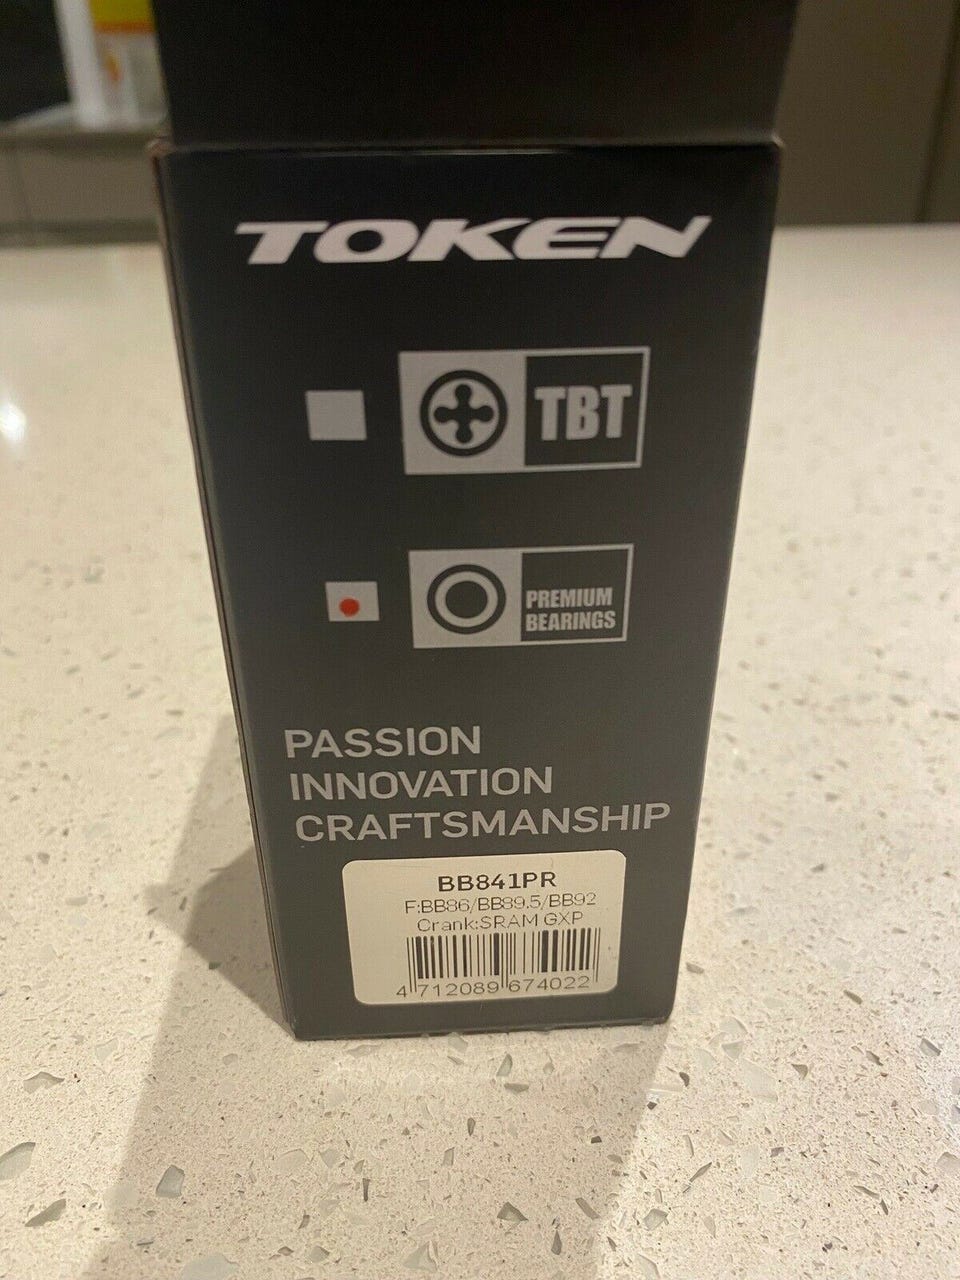 TOKEN
TBT
PREMIUM
BEARINGS
PASSION
INNOVATION
CRAFTSMANSHIP
BB841PR
F:BB86/BB89.5/BB92
Crank:SRAM GXP
4 712089 674022